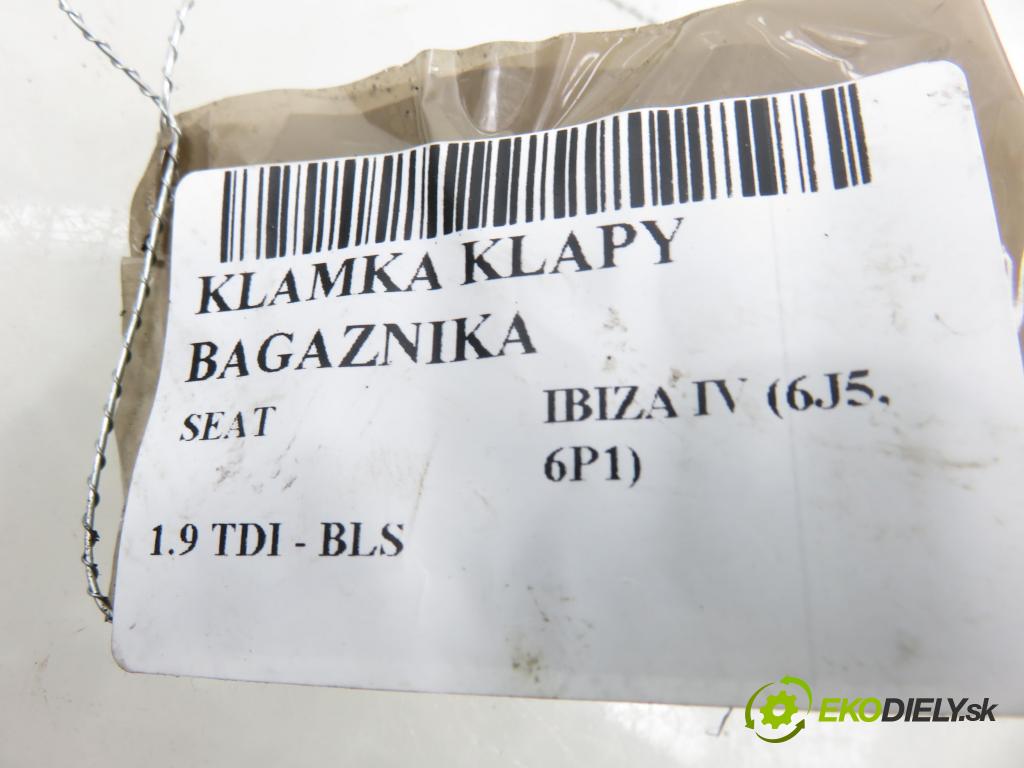 KLAMKA KLAPY
BAGAZNIKA
SEAT
IBIZA IV (6J5,
6P1)
1.9 TDI - BLS
EKODIELY.sk